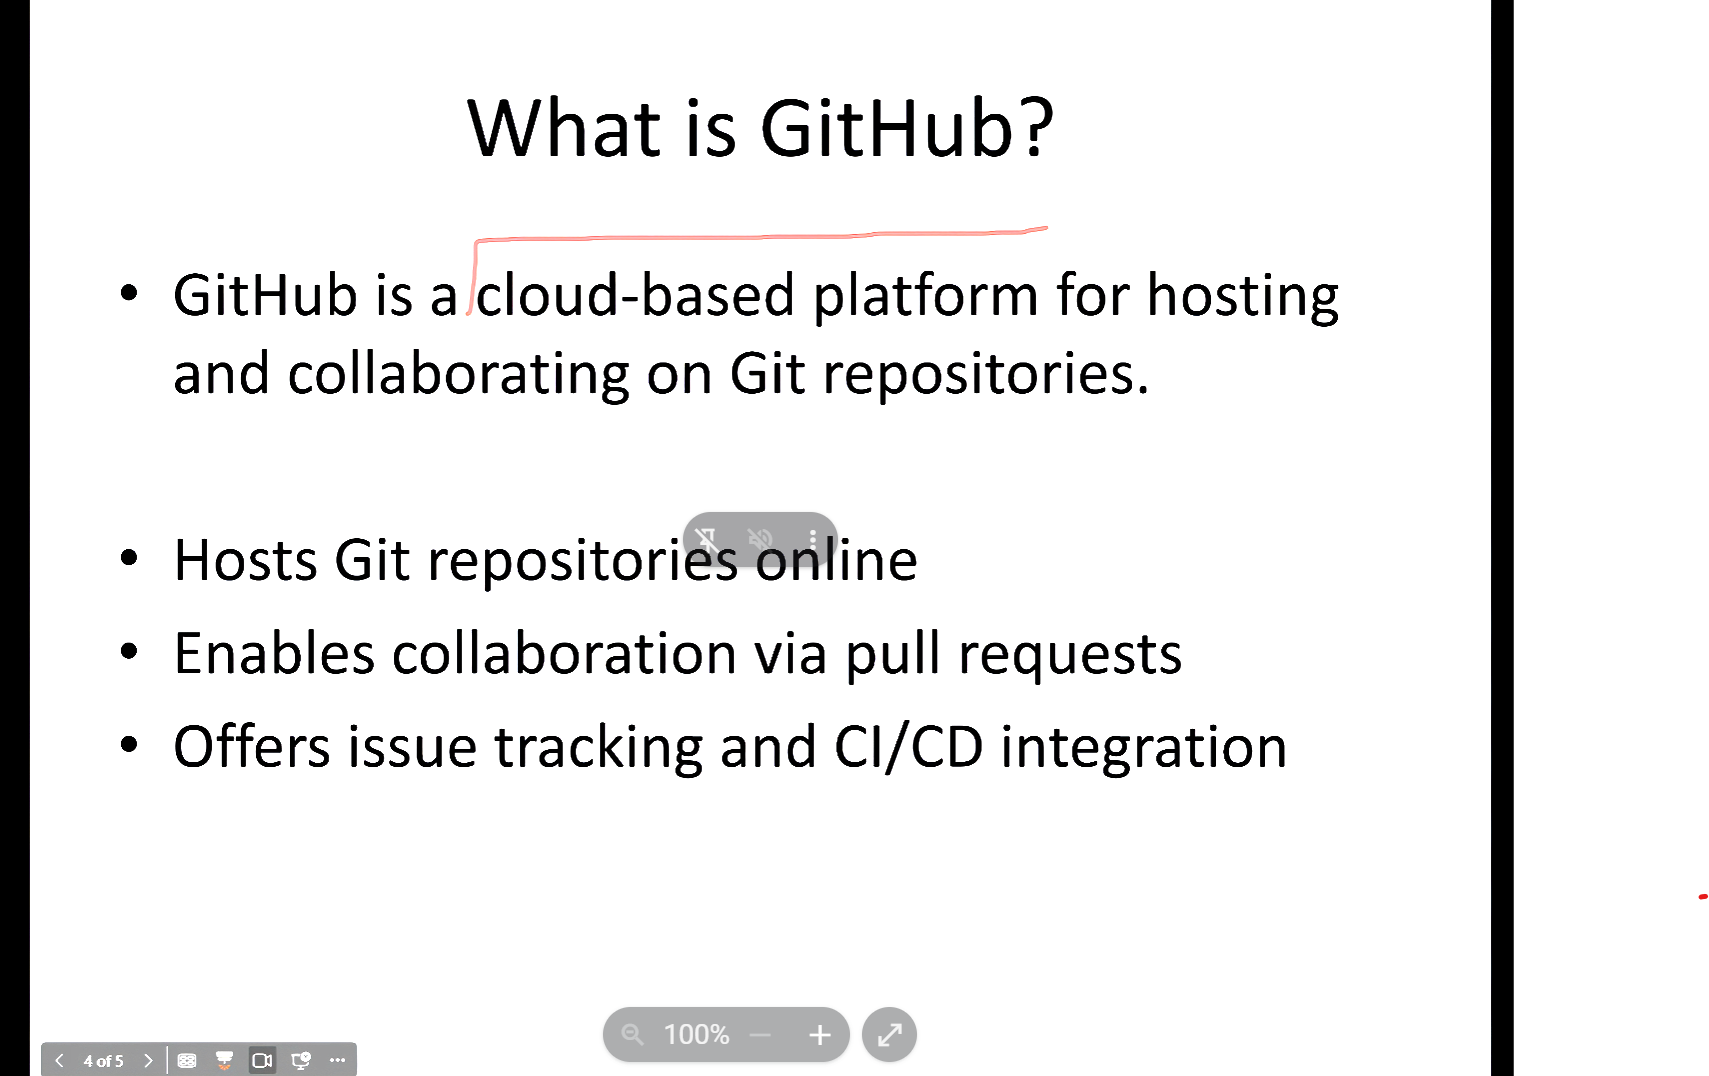 What is GitHub?
• GitHub is a cloud-based platform for hosting
and collaborating on Git repositories.
• Hosts Git repositories online
• Enables collaboration via pull requests
• Offers issue tracking and CI/CD integration
100%
4 of 5